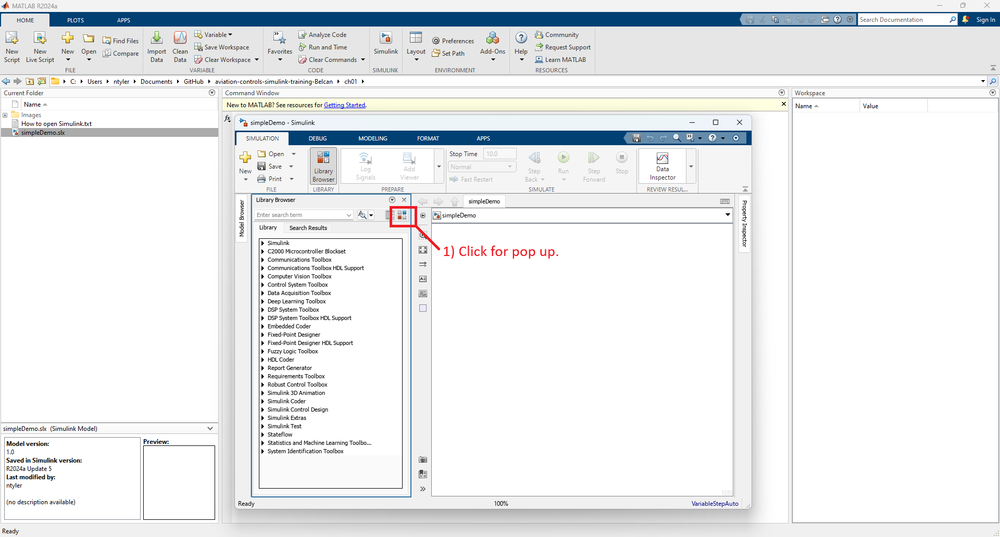 MATLAB R2024a
HOME PLOTS APPS
Search Documentation Sign In
New Script
New Live Script
New
Open
Find Files
Compare
FILE
Import Data
Clean Data
Variable
Save Workspace
Clear Workspace
VARIABLE
Favorites
Analyze Code
Run and Time
Clear Commands
CODE
Simulink
SIMULINK
Layout
Preferences
Set Path
Add-Ons
ENVIRONMENT
Help
Community
Request Support
Learn MATLAB
RESOURCES
C: Users ntyler Documents GitHub aviation-controls-simulink-training-Belcan ch01
Current Folder
Name
Images
How to open Simulink.txt
simpleDemo.slx
simpleDemo.slx (Simulink Model)
Model version:
1.0
Saved in Simulink version:
R2024a Update 5
Last modified by:
ntyler
(no description available)
Preview:
Command Window
New to MATLAB? See resources for Getting Started.
fx
simpleDemo - Simulink
SIMULATION DEBUG MODELING FORMAT APPS
New
Open
Save
Print
FILE
Library Browser
LIBRARY
Log Signals
Add Viewer
PREPARE
Stop Time 10.0
Normal
Fast Restart
Step Back
Run
Step Forward
Stop
SIMULATE
Data Inspector
REVIEW RESUL...
Model Browser
Library Browser
Enter search term
Library Search Results
Simulink
C2000 Microcontroller Blockset
Communications Toolbox
Communications Toolbox HDL Support
Computer Vision Toolbox
Control System Toolbox
Data Acquisition Toolbox
Deep Learning Toolbox
DSP System Toolbox
DSP System Toolbox HDL Support
Embedded Coder
Fixed-Point Designer
Fixed-Point Designer HDL Support
Fuzzy Logic Toolbox
HDL Coder
Report Generator
Requirements Toolbox
Robust Control Toolbox
Simulink 3D Animation
Simulink Coder
Simulink Control Design
Simulink Extras
Simulink Test
Stateflow
Statistics and Machine Learning Toolbo...
System Identification Toolbox
simpleDemo
simpleDemo
1) Click for pop up.
Property Inspector
Ready 100% VariableStepAuto
Workspace
Name Value
Ready